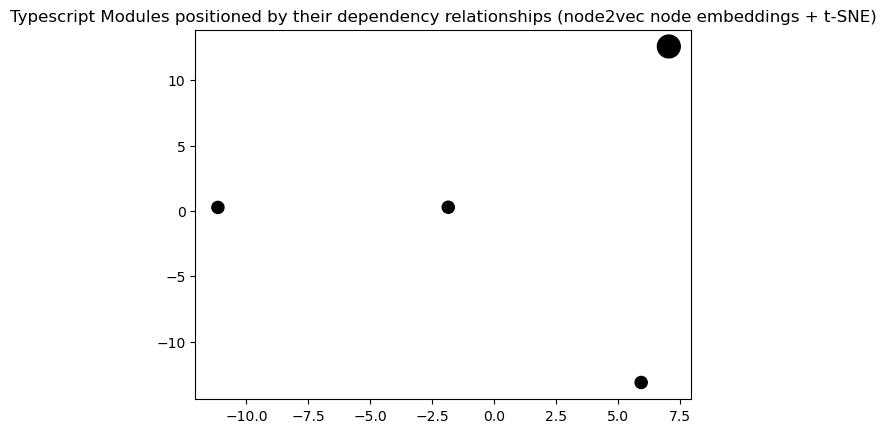 Typescript Modules positioned by their dependency relationships (node2vec node embeddings + t-SNE)
10
5
0
−5
−10
−10.0 −7.5 −5.0 −2.5 0.0 2.5 5.0 7.5